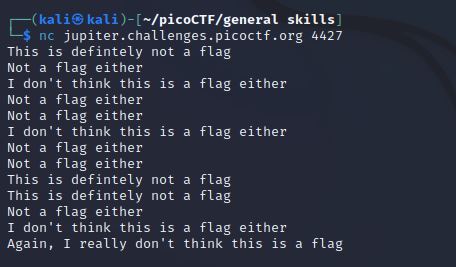 ┌──(kali㉿kali)-[~/picoCTF/general skills]
└─$ nc jupiter.challenges.picoctf.org 4427
This is defintely not a flag
Not a flag either
I don't think this is a flag either
Not a flag either
Not a flag either
I don't think this is a flag either
Not a flag either
Not a flag either
This is defintely not a flag
This is defintely not a flag
Not a flag either
I don't think this is a flag either
Again, I really don't think this is a flag